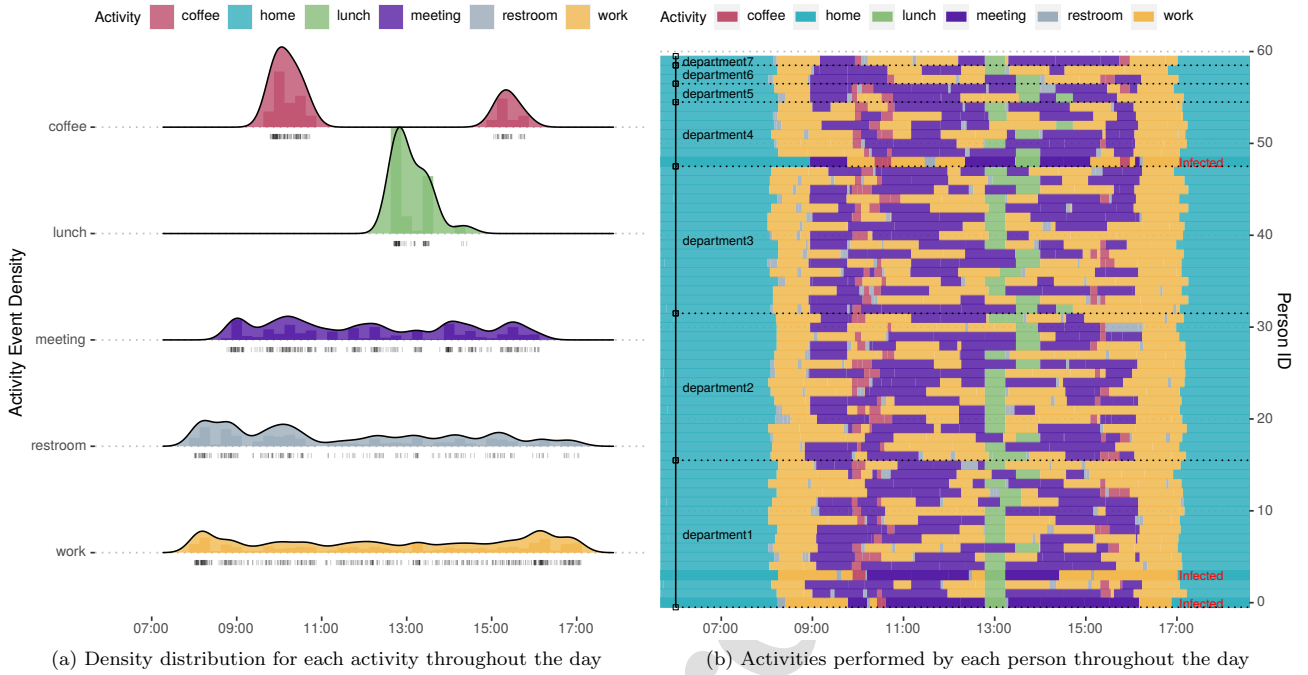 Activity coffee home lunch meeting restroom work
coffee
lunch
meeting
restroom
work
Activity Event Density
07:00 09:00 11:00 13:00 15:00 17:00
(a) Density distribution for each activity throughout the day
Activity coffee home lunch meeting restroom work
department7
department6
department5
department4
department3
department2
department1
Infected
Infected
Infected
60
50
40
30
20
10
0
Person ID
07:00 09:00 11:00 13:00 15:00 17:00
(b) Activities performed by each person throughout the day